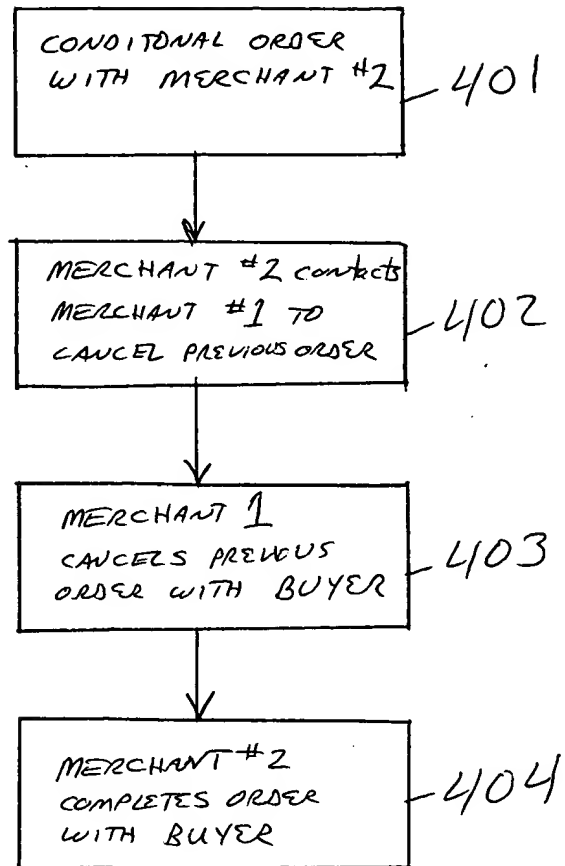 CONDITONAL ORDER
WITH MERCHANT #2
401
MERCHANT #2 contacts
MERCHANT #1 TO
CANCEL PREVIOUS ORDER
402
MERCHANT 1
CANCELS PREVIOUS
ORDER WITH BUYER
403
MERCHANT #2
COMPLETES ORDER
WITH BUYER
404